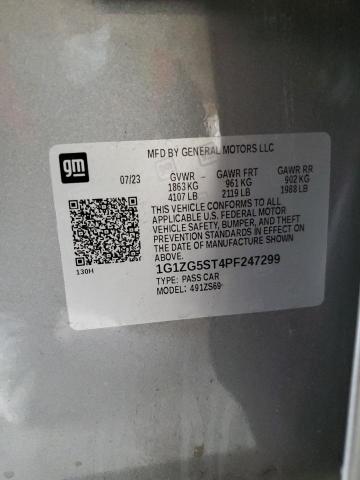 gm
MFD BY GENERAL MOTORS LLC
07/23 GVWR GAWR FRT GAWR RR
1863 KG 961 KG 902 KG
4107 LB 2119 LB 1988 LB
THIS VEHICLE CONFORMS TO ALL
APPLICABLE U.S. FEDERAL MOTOR
VEHICLE SAFETY, BUMPER, AND THEFT
PREVENTION STANDARDS IN EFFECT ON
THE DATE OF MANUFACTURE SHOWN
ABOVE.
130H
1G1ZG5ST4PF247299
TYPE: PASS CAR
MODEL: 491ZS69